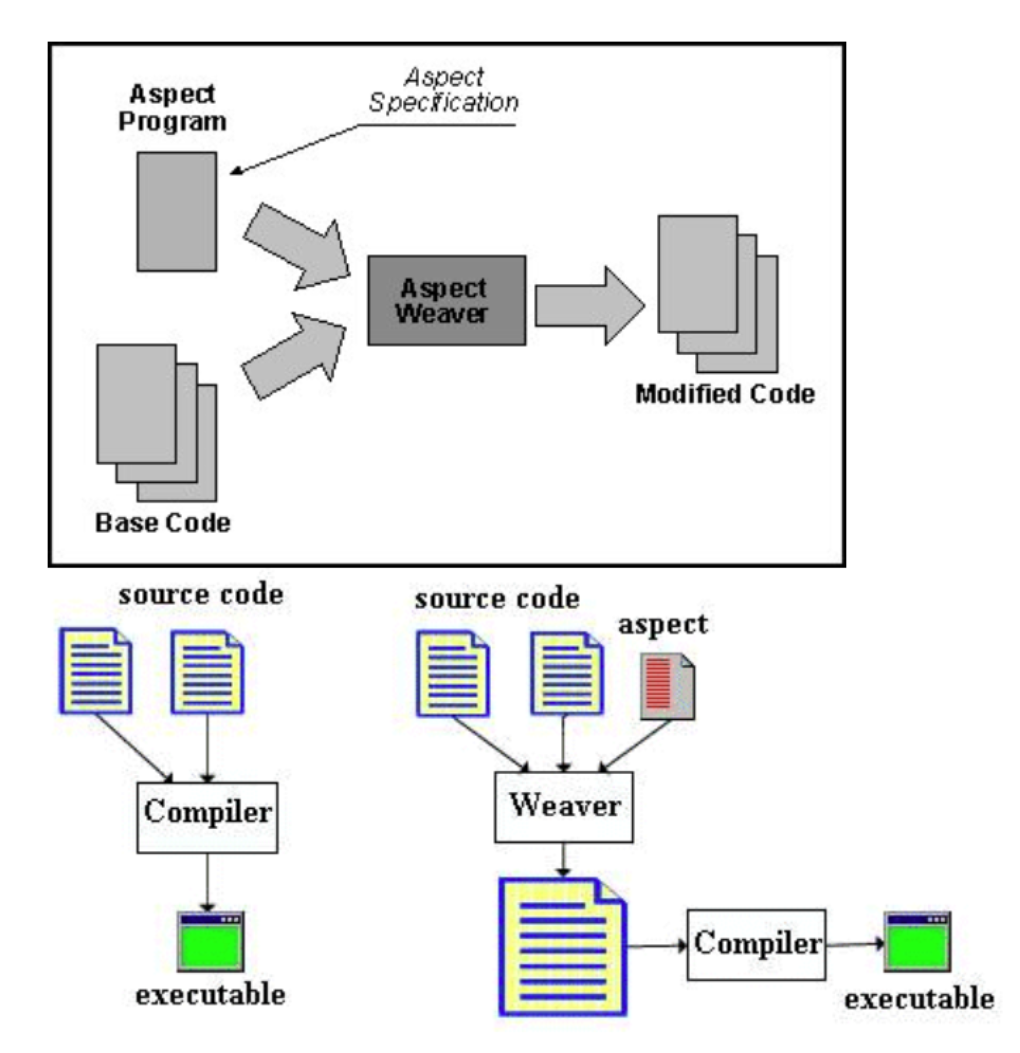 Aspect
Specification
Aspect
Program
Aspect
Weaver
Modified Code
Base Code
source code
source code
aspect
Compiler
Weaver
Compiler
executable
executable